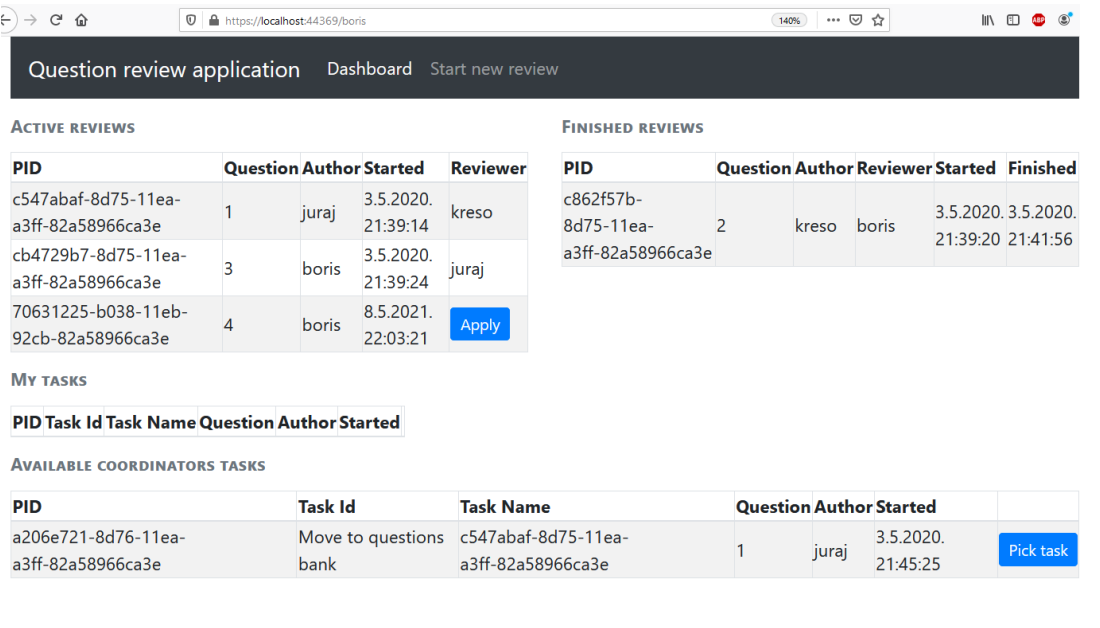 https://localhost:44369/boris
140%
ABP
Question review application Dashboard Start new review
ACTIVE REVIEWS
PID Question Author Started Reviewer
c547abaf-8d75-11ea-a3ff-82a58966ca3e 1 juraj 3.5.2020. 21:39:14 kreso
cb4729b7-8d75-11ea-a3ff-82a58966ca3e 3 boris 3.5.2020. 21:39:24 juraj
70631225-b038-11eb-92cb-82a58966ca3e 4 boris 8.5.2021. 22:03:21 Apply
FINISHED REVIEWS
PID Question Author Reviewer Started Finished
c862f57b-8d75-11ea-a3ff-82a58966ca3e 2 kreso boris 3.5.2020. 21:39:20 3.5.2020. 21:41:56
MY TASKS
PID Task Id Task Name Question Author Started
AVAILABLE COORDINATORS TASKS
PID Task Id Task Name Question Author Started
a206e721-8d76-11ea-a3ff-82a58966ca3e Move to questions bank c547abaf-8d75-11ea-a3ff-82a58966ca3e 1 juraj 3.5.2020. 21:45:25 Pick task